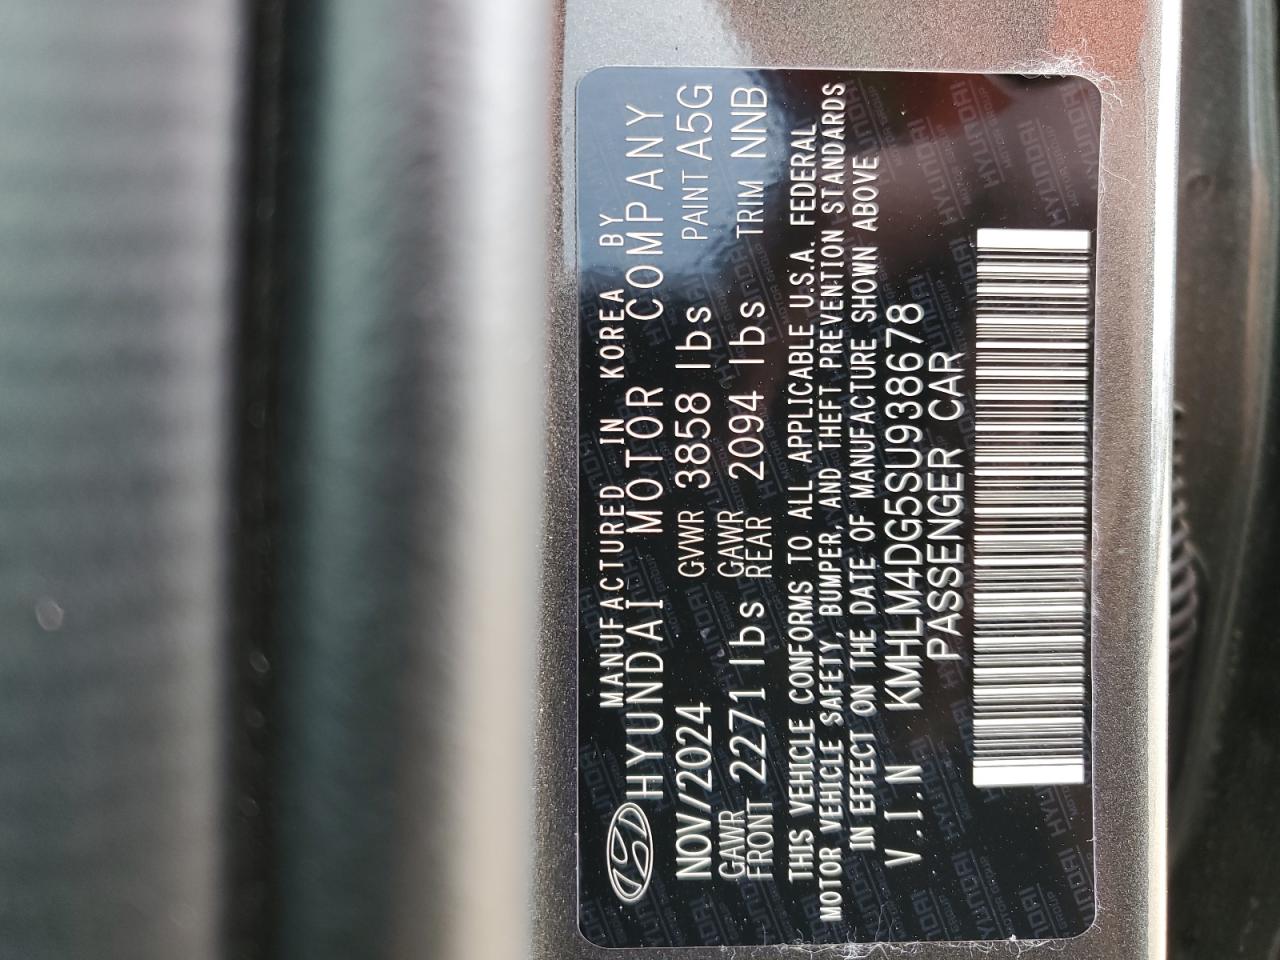 MANUFACTURED IN KOREA BY
HYUNDAI MOTOR COMPANY
NOV/2024 GVWR 3858 lbs PAINT A5G
GAWR FRONT 2271 lbs GAWR REAR 2094 lbs TRIM NNB
THIS VEHICLE CONFORMS TO ALL APPLICABLE U.S.A. FEDERAL
MOTOR VEHICLE SAFETY, BUMPER, AND THEFT PREVENTION STANDARDS
IN EFFECT ON THE DATE OF MANUFACTURE SHOWN ABOVE
V.I.N KMHLM4DG5SU938678
PASSENGER CAR